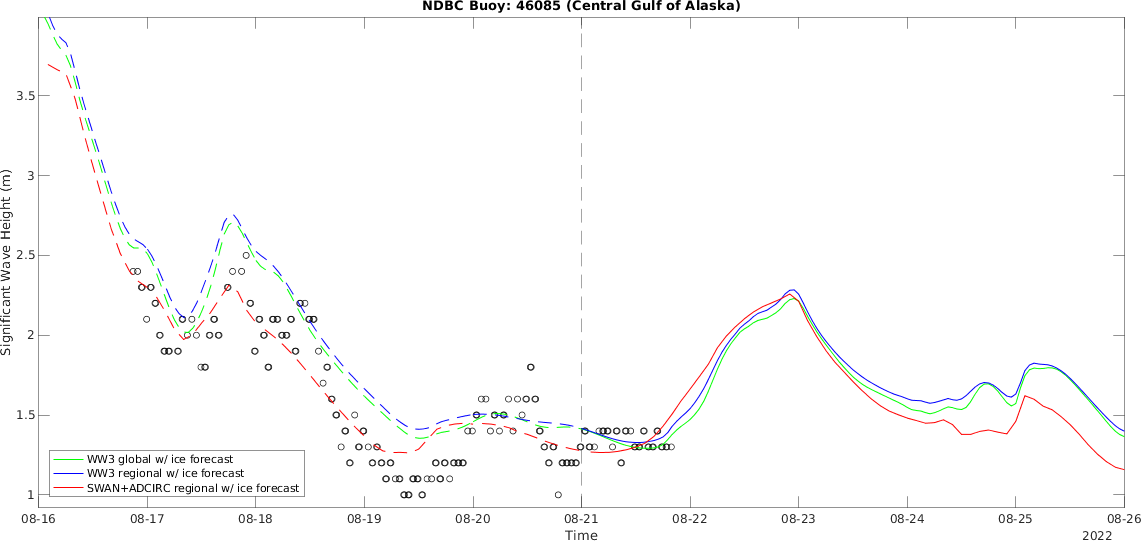 NDBC Buoy: 46085 (Central Gulf of Alaska)
Significant Wave Height (m)
3.5
3
2.5
2
1.5
1
WW3 global w/ ice forecast
WW3 regional w/ ice forecast
SWAN+ADCIRC regional w/ ice forecast
08-16 08-17 08-18 08-19 08-20 08-21 08-22 08-23 08-24 08-25 08-26
Time
2022